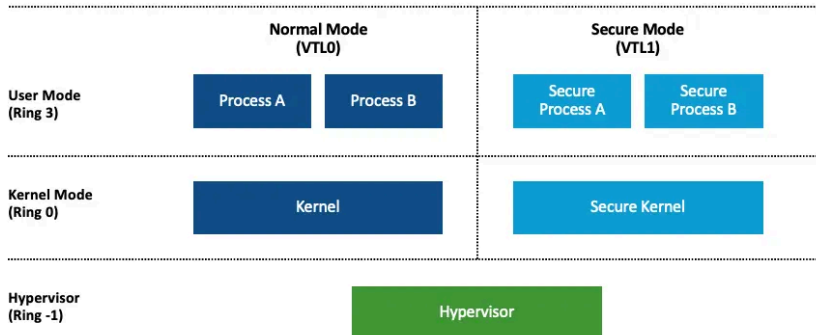 Normal Mode
(VTL0)
Secure Mode
(VTL1)
User Mode
(Ring 3)
Process A
Process B
Secure
Process A
Secure
Process B
Kernel Mode
(Ring 0)
Kernel
Secure Kernel
Hypervisor
(Ring -1)
Hypervisor